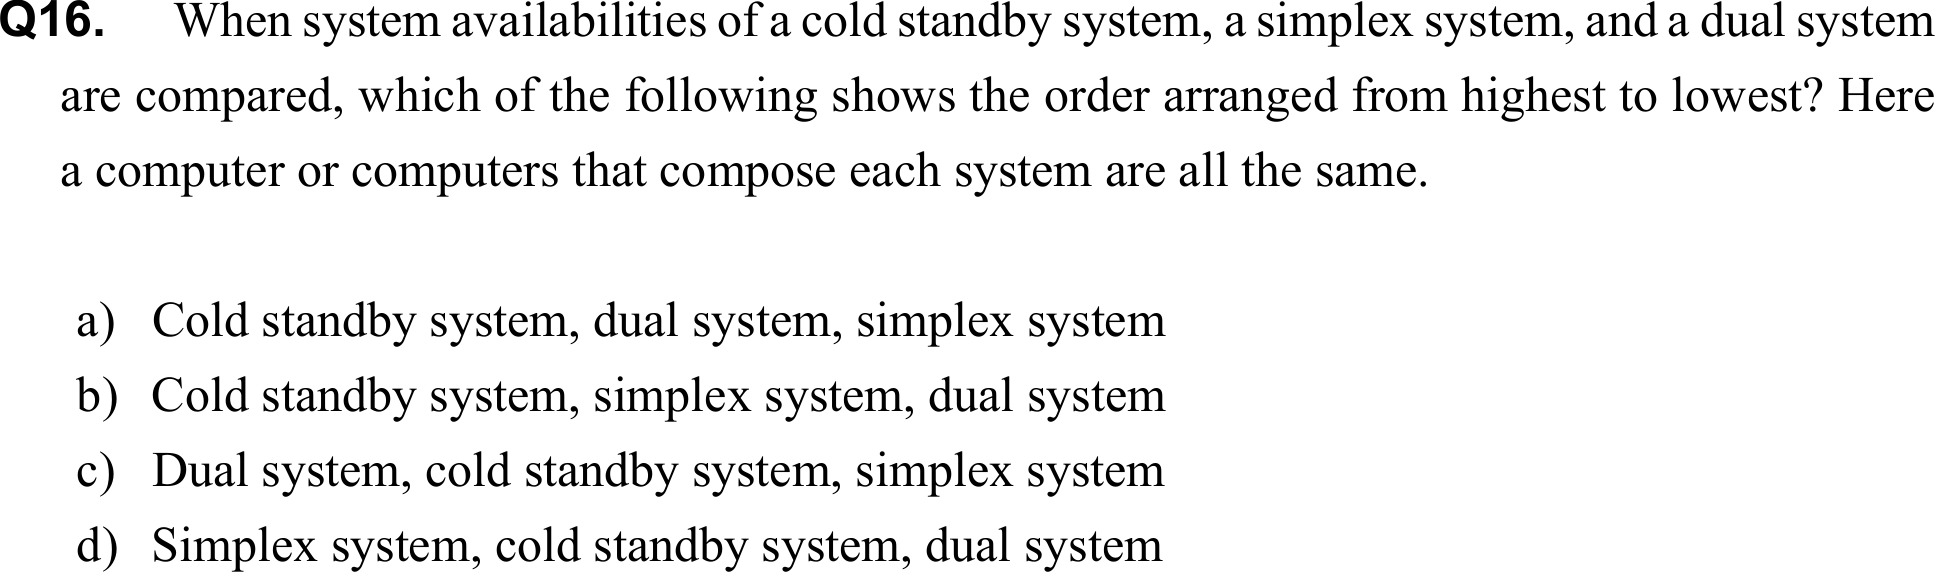 Q16. When system availabilities of a cold standby system, a simplex system, and a dual system
are compared, which of the following shows the order arranged from highest to lowest? Here
a computer or computers that compose each system are all the same.
a) Cold standby system, dual system, simplex system
b) Cold standby system, simplex system, dual system
c) Dual system, cold standby system, simplex system
d) Simplex system, cold standby system, dual system